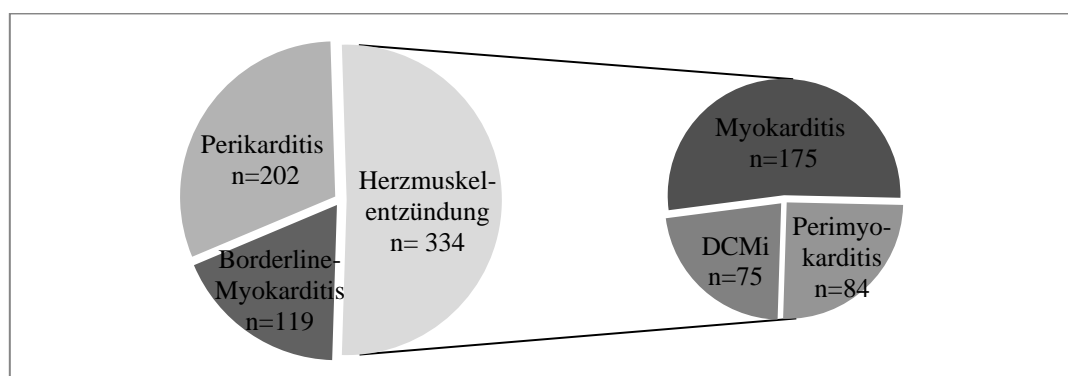 Perikarditis
n=202
Herzmuskel-
entzündung
n= 334
Borderline-
Myokarditis
n=119
Myokarditis
n=175
DCMi
n=75
Perimyo-
karditis
n=84